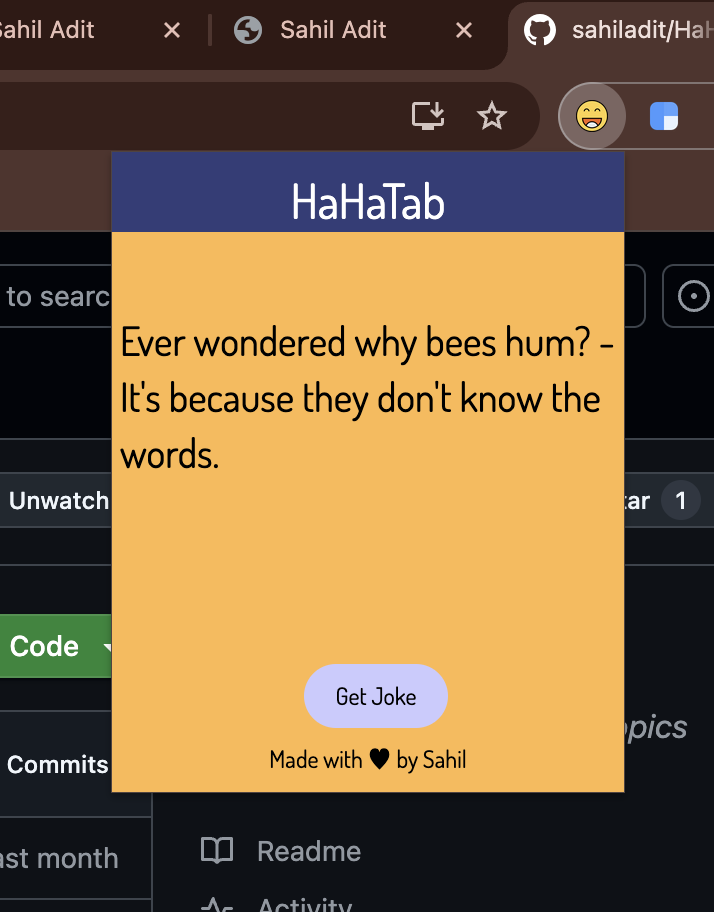 Sahil Adit
Sahil Adit
sahiladit/HaH
HaHaTab
to searc
Ever wondered why bees hum? -
It's because they don't know the
words.
Unwatch
tar 1
Code
Get Joke
opics
Made with ♥ by Sahil
Commits
ast month
Readme
Activity